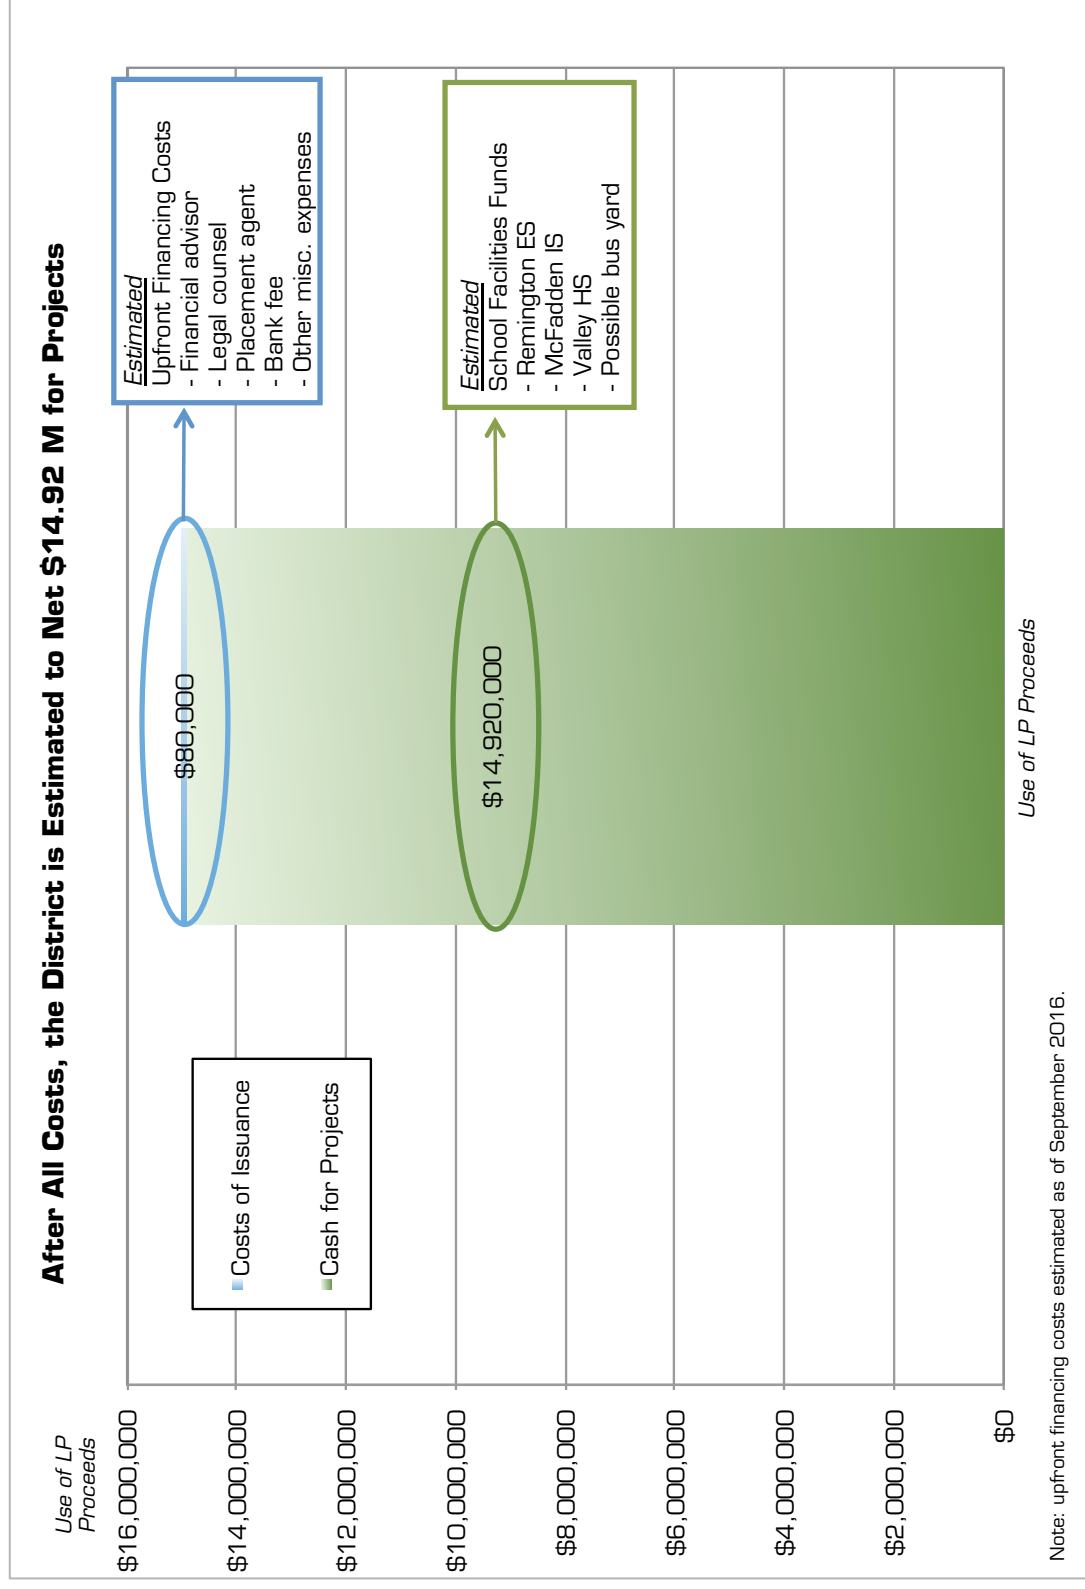 After All Costs, the District is Estimated to Net $14.92 M for Projects
Use of LP
Proceeds
$16,000,000
$14,000,000
$12,000,000
$10,000,000
$8,000,000
$6,000,000
$4,000,000
$2,000,000
$0
Costs of Issuance
Cash for Projects
$80,000
$14,920,000
Estimated
Upfront Financing Costs
- Financial advisor
- Legal counsel
- Placement agent
- Bank fee
- Other misc. expenses
Estimated
School Facilities Funds
- Remington ES
- McFadden IS
- Valley HS
- Possible bus yard
Use of LP Proceeds
Note: upfront financing costs estimated as of September 2016.